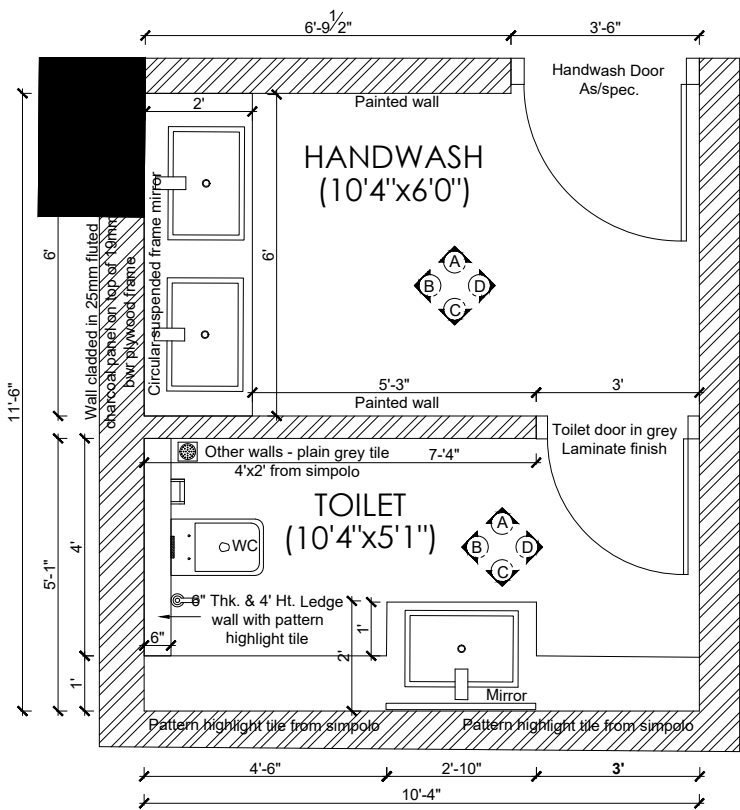 6'-9 1/2"
3'-6"
Handwash Door
As/spec.
Painted wall
2'
HANDWASH
(10'4"x6'0")
Circular suspended frame mirror
Wall cladded in 25mm fluted
charcoal panel on top of 19mm
bwr plywood frame
6'
6'
11'-6"
A
B
D
C
5'-3"
3'
Painted wall
Toilet door in grey
Laminate finish
Other walls - plain grey tile
4'x2' from simpolo
7'-4"
TOILET
(10'4"x5'1")
A
B
D
C
WC
4'
5'-1"
6" Thk. & 4' Ht. Ledge
wall with pattern
highlight tile
6"
1'
2'
1'
Mirror
Pattern highlight tile from simpolo
Pattern highlight tile from simpolo
4'-6"
2'-10"
3'
10'-4"